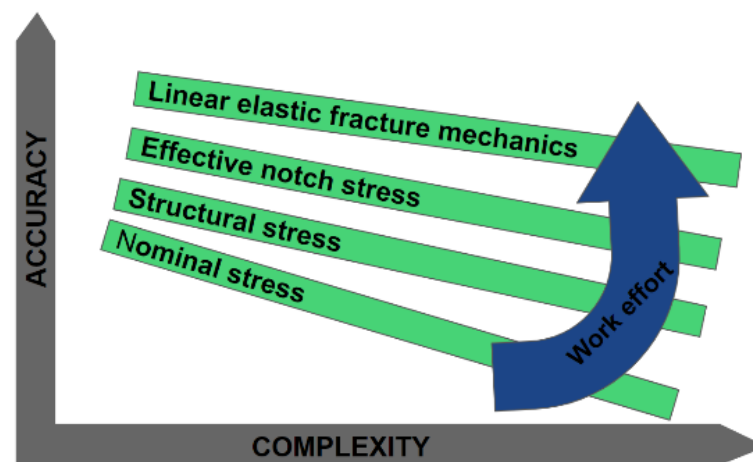 ACCURACY
Linear elastic fracture mechanics
Effective notch stress
Structural stress
Nominal stress
Work effort
COMPLEXITY